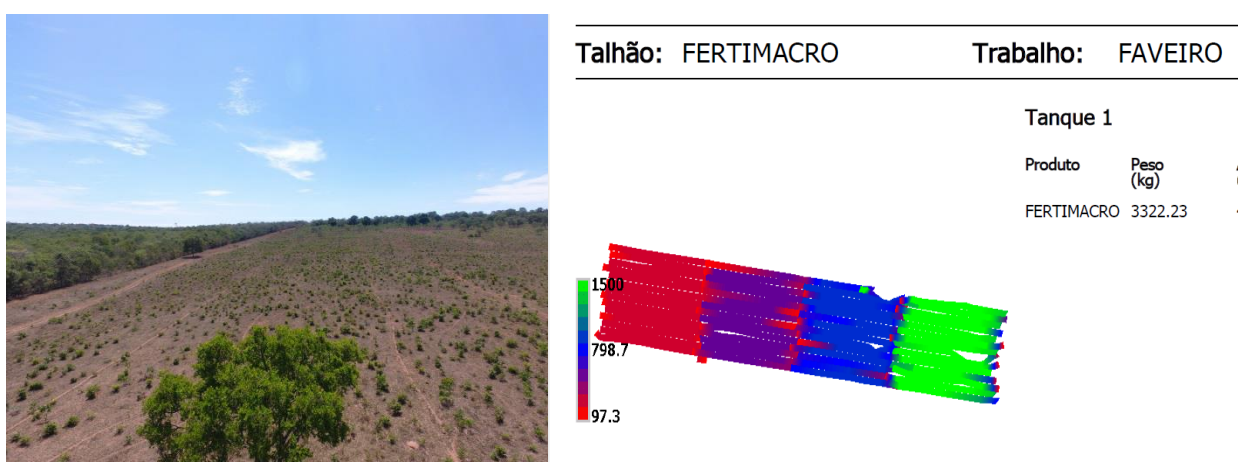 Talhão: FERTIMACRO Trabalho: FAVEIRO
Tanque 1
Produto Peso
(kg)
FERTIMACRO 3322.23
1500
798.7
97.3